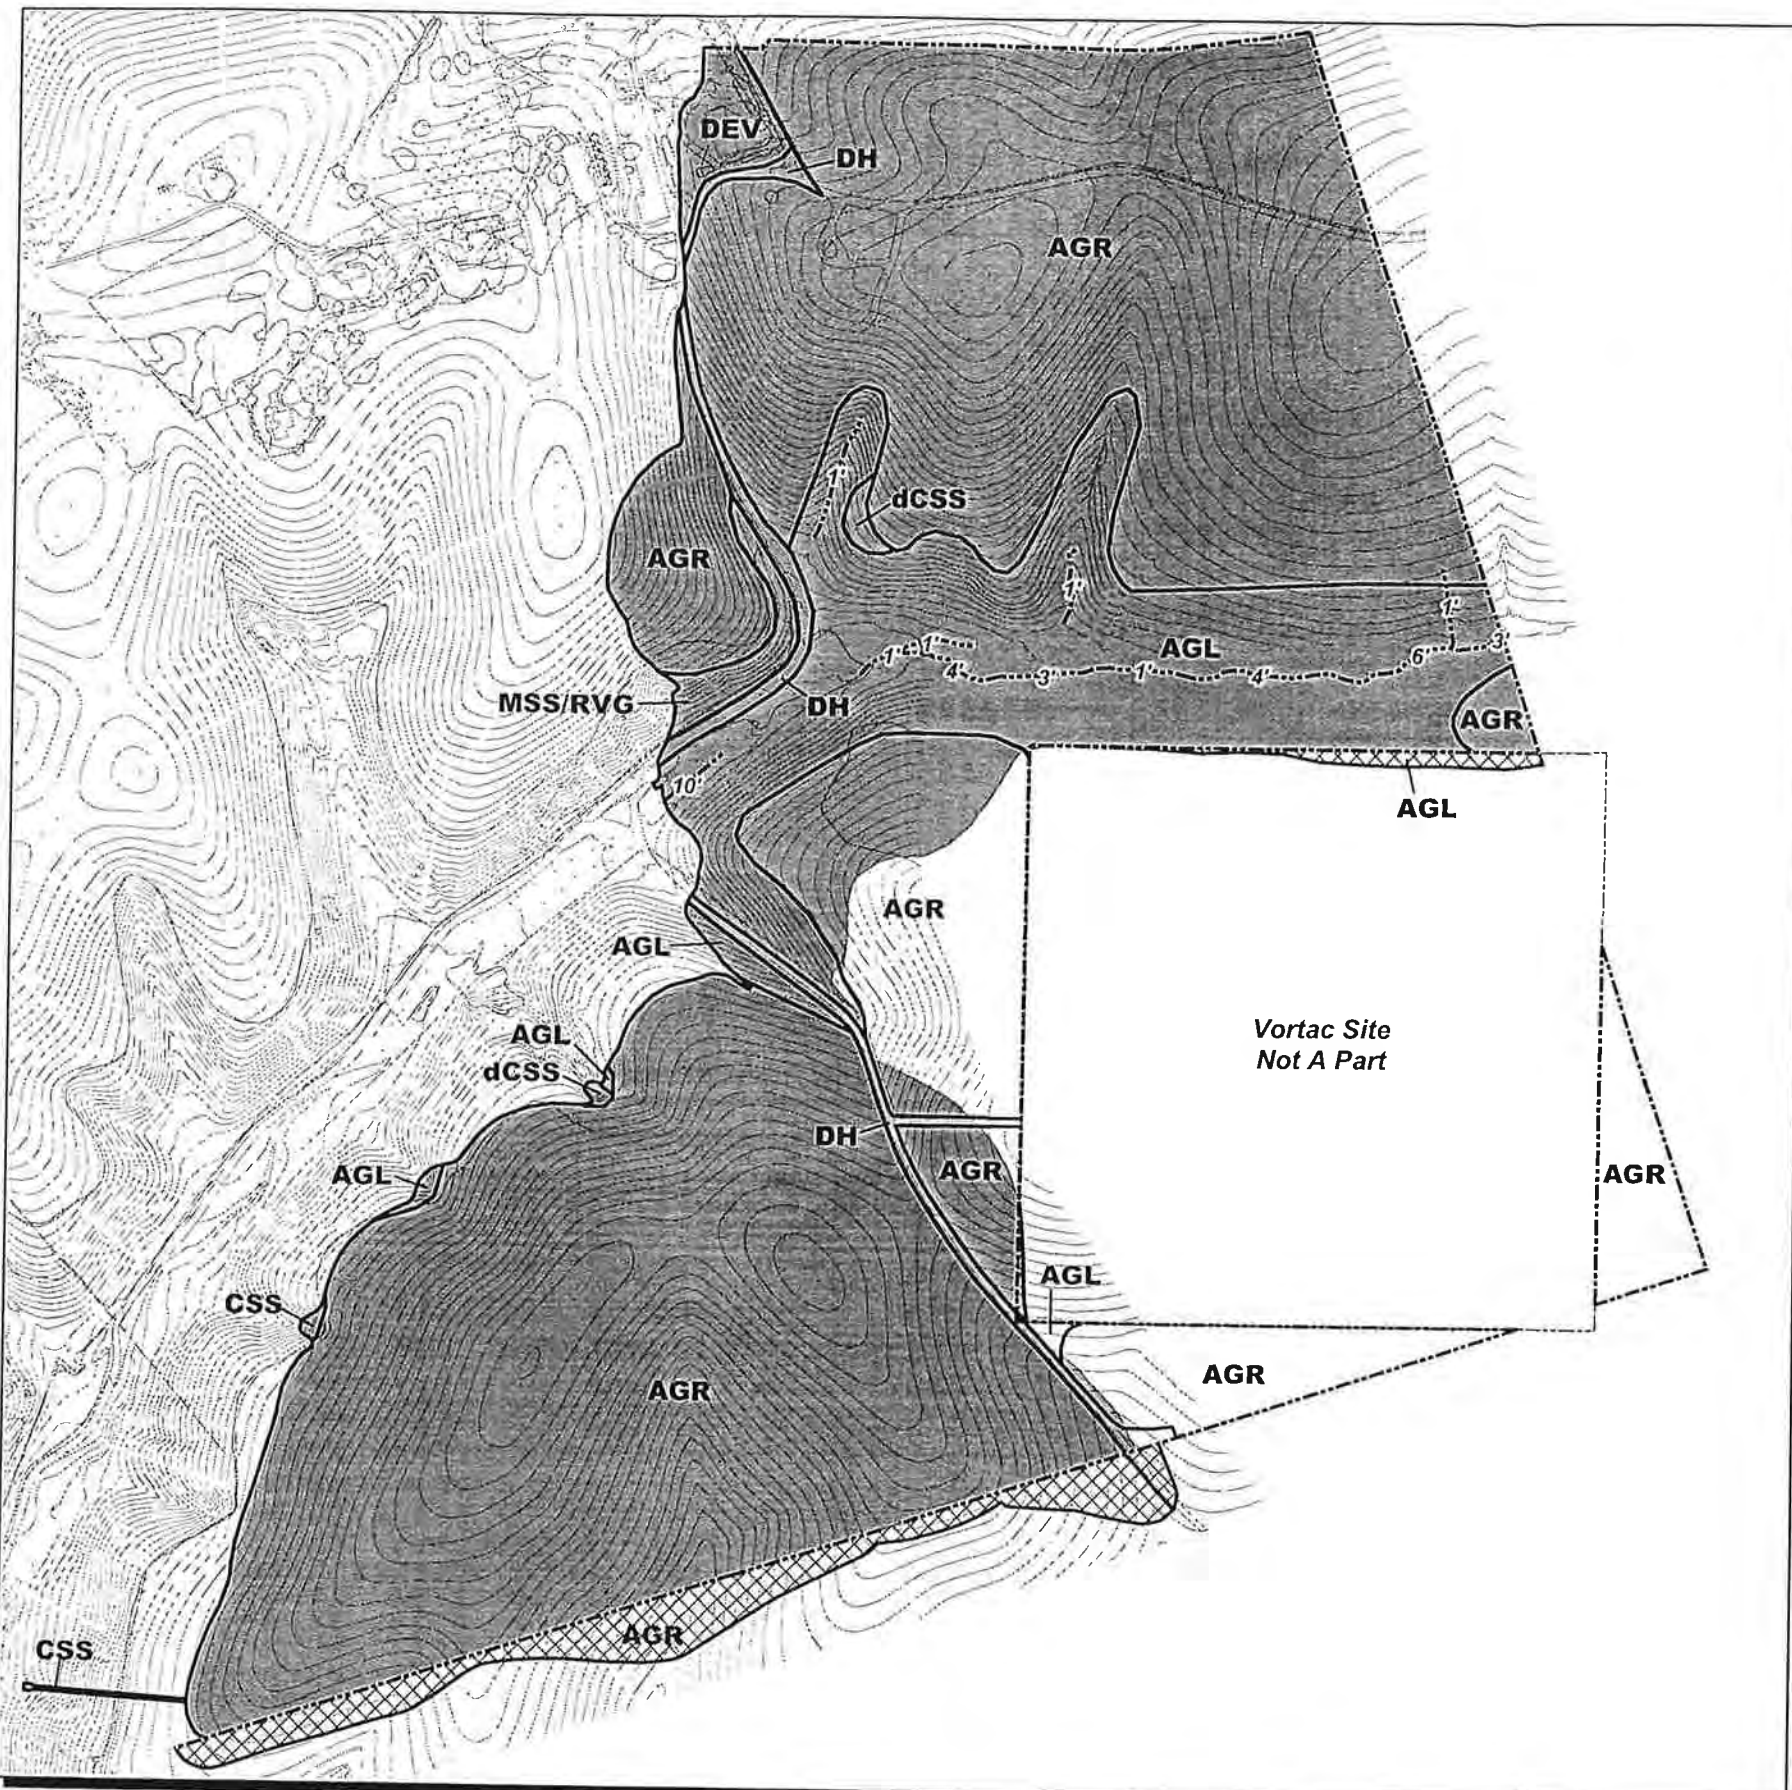 DEV
DH
AGR
1'
dCSS
AGR
1'
1'
AGL
1'
1'
3'
6'
4'
3'
1'
4'
MSS/RVG
DH
AGR
10'
AGL
AGR
AGL
Vortac Site
Not A Part
AGL
dCSS
DH
AGR
AGL
AGR
AGL
CSS
AGR
AGR
AGR
CSS